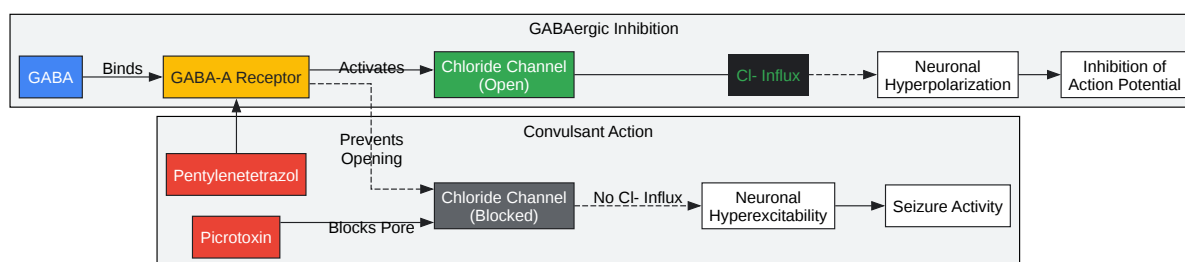 GABAergic Inhibition
GABA
Binds
GABA-A Receptor
Activates
Chloride Channel
(Open)
Cl- Influx
Neuronal
Hyperpolarization
Inhibition of
Action Potential
Convulsant Action
Prevents
Opening
Pentylenetetrazol
Chloride Channel
(Blocked)
No Cl- Influx
Neuronal
Hyperexcitability
Seizure Activity
Picrotoxin
Blocks Pore